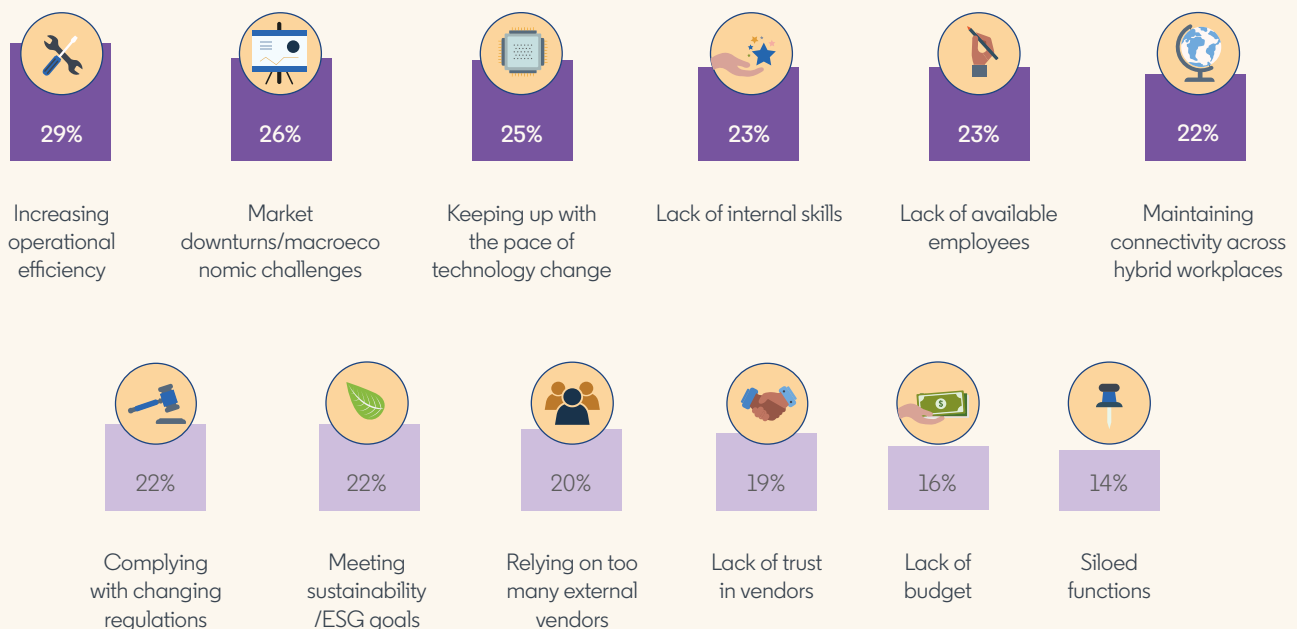 29%
26%
25%
23%
23%
22%
Increasing
operational
efficiency
Market
downturns/macroeco
nomic challenges
Keeping up with
the pace of
technology change
Lack of internal skills
Lack of available
employees
Maintaining
connectivity across
hybrid workplaces
22%
22%
20%
19%
16%
14%
Complying
with changing
regulations
Meeting
sustainability
/ESG goals
Relying on too
many external
vendors
Lack of trust
in vendors
Lack of
budget
Siloed
functions